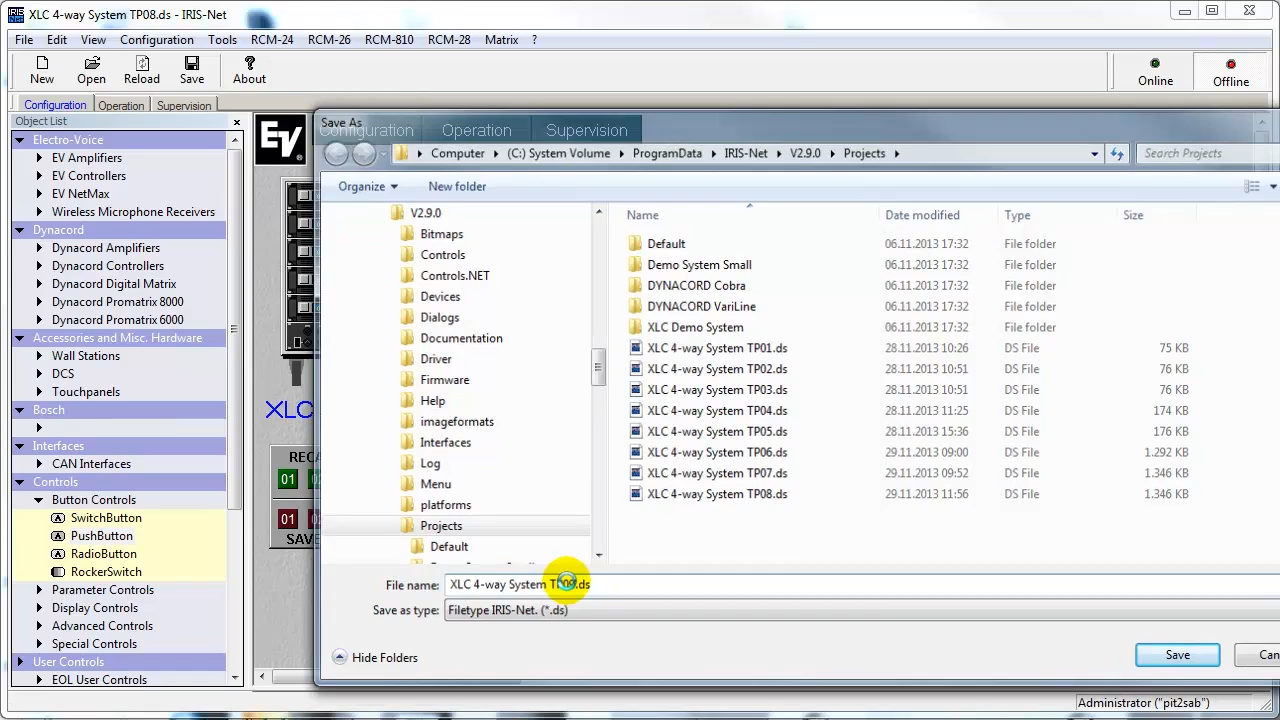 XLC 4-way System TP08.ds - IRIS-Net
File Edit View Configuration Tools RCM-24 RCM-26 RCM-810 RCM-28 Matrix ?
New Open Reload Save About Online Offline
Configuration Operation Supervision
Object List
Electro-Voice
EV Amplifiers
EV Controllers
EV NetMax
Wireless Microphone Receivers
Dynacord
Dynacord Amplifiers
Dynacord Controllers
Dynacord Digital Matrix
Dynacord Promatrix 8000
Dynacord Promatrix 6000
Accessories and Misc. Hardware
Wall Stations
DCS
Touchpanels
Bosch
Interfaces
CAN Interfaces
Controls
Button Controls
SwitchButton
PushButton
RadioButton
RockerSwitch
Parameter Controls
Display Controls
Advanced Controls
Special Controls
User Controls
EOL User Controls
EV
XLC
RECA
01
01
SAVE
Save As
Configuration Operation Supervision
Computer (C:) System Volume ProgramData IRIS-Net V2.9.0 Projects Search Projects
Organize New folder
V2.9.0
Bitmaps
Controls
Controls.NET
Devices
Dialogs
Documentation
Driver
Firmware
Help
imageformats
Interfaces
Log
Menu
platforms
Projects
Default
Name Date modified Type Size
Default 06.11.2013 17:32 File folder
Demo System Small 06.11.2013 17:32 File folder
DYNACORD Cobra 06.11.2013 17:32 File folder
DYNACORD VariLine 06.11.2013 17:32 File folder
XLC Demo System 06.11.2013 17:32 File folder
XLC 4-way System TP01.ds 28.11.2013 10:26 DS File 75 KB
XLC 4-way System TP02.ds 28.11.2013 10:51 DS File 76 KB
XLC 4-way System TP03.ds 28.11.2013 10:51 DS File 76 KB
XLC 4-way System TP04.ds 28.11.2013 11:25 DS File 174 KB
XLC 4-way System TP05.ds 28.11.2013 15:36 DS File 176 KB
XLC 4-way System TP06.ds 29.11.2013 09:00 DS File 1.292 KB
XLC 4-way System TP07.ds 29.11.2013 09:52 DS File 1.346 KB
XLC 4-way System TP08.ds 29.11.2013 11:56 DS File 1.346 KB
File name: XLC 4-way System TP09.ds
Save as type: Filetype IRIS-Net. (*.ds)
Hide Folders Save Can
Administrator ("pit2sab")